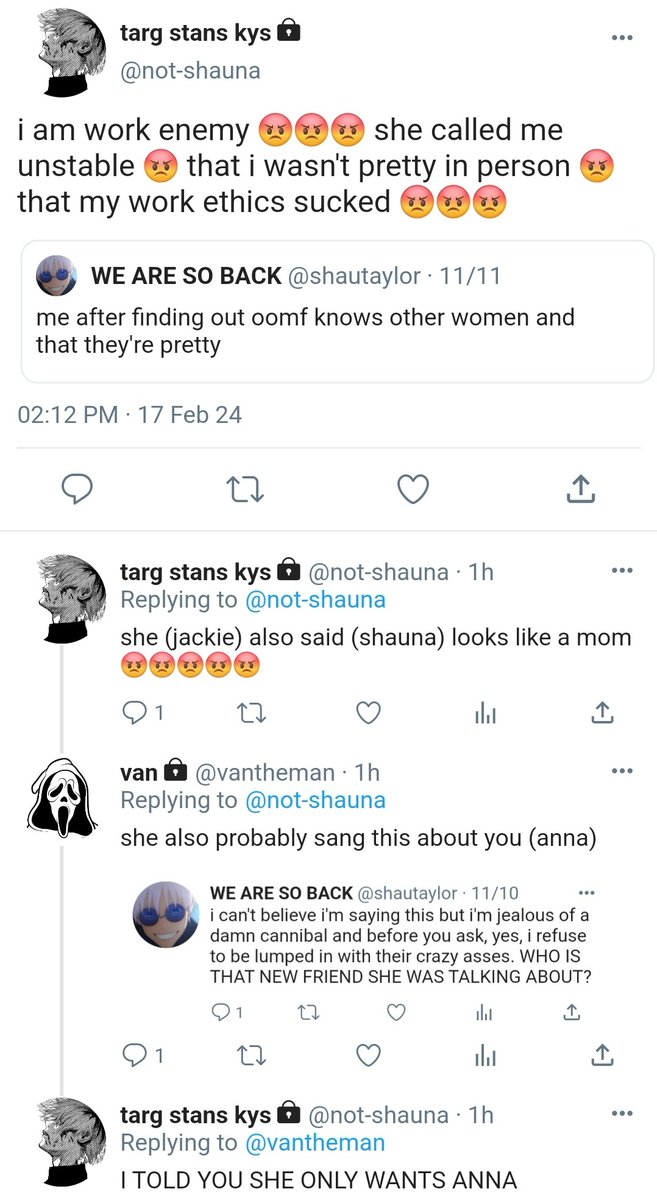 targ stans kys🔒
@not-shauna
i am work enemy 😡😡😡 she called me
unstable 😡 that i wasn't pretty in person 😡
that my work ethics sucked 😡😡😡
WE ARE SO BACK @shautaylor · 11/11
me after finding out oomf knows other women and
that they're pretty
02:12 PM · 17 Feb 24
targ stans kys🔒 @not-shauna · 1h
Replying to @not-shauna
she (jackie) also said (shauna) looks like a mom
😡😡😡😡😡
1
van🔒 @vantheman · 1h
Replying to @not-shauna
she also probably sang this about you (anna)
WE ARE SO BACK @shautaylor · 11/10
i can't believe i'm saying this but i'm jealous of a
damn cannibal and before you ask, yes, i refuse
to be lumped in with their crazy asses. WHO IS
THAT NEW FRIEND SHE WAS TALKING ABOUT?
1
1
targ stans kys🔒 @not-shauna · 1h
Replying to @vantheman
I TOLD YOU SHE ONLY WANTS ANNA